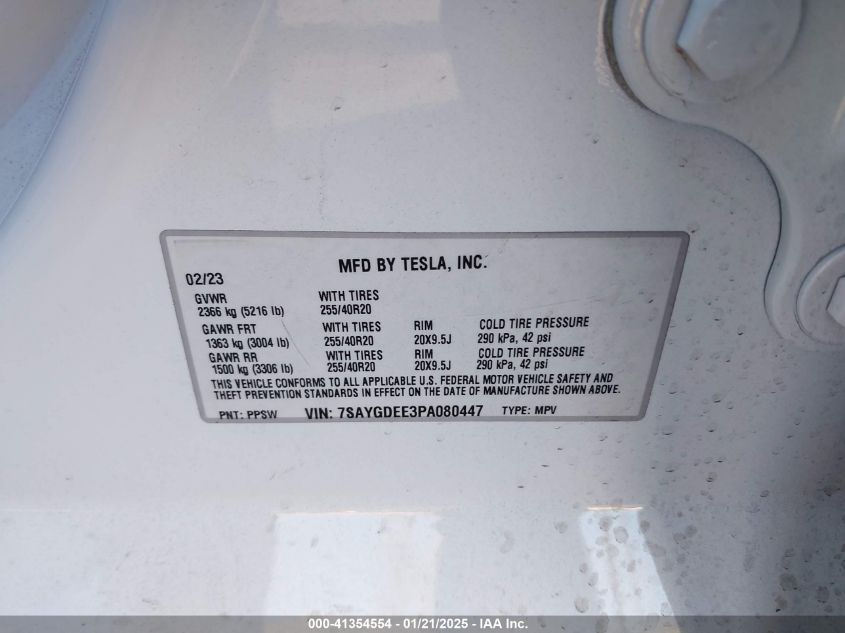 MFD BY TESLA, INC.
02/23
GVWR WITH TIRES
2366 kg (5216 lb) 255/40R20
GAWR FRT WITH TIRES RIM COLD TIRE PRESSURE
1363 kg (3004 lb) 255/40R20 20X9.5J 290 kPa, 42 psi
GAWR RR WITH TIRES RIM COLD TIRE PRESSURE
1500 kg (3306 lb) 255/40R20 20X9.5J 290 kPa, 42 psi
THIS VEHICLE CONFORMS TO ALL APPLICABLE U.S. FEDERAL MOTOR VEHICLE SAFETY AND
THEFT PREVENTION STANDARDS IN EFFECT ON THE DATE OF MANUFACTURE SHOWN ABOVE.
PNT: PPSW VIN: 7SAYGDEE3PA080447 TYPE: MPV
000-41354554 - 01/21/2025 - IAA Inc.